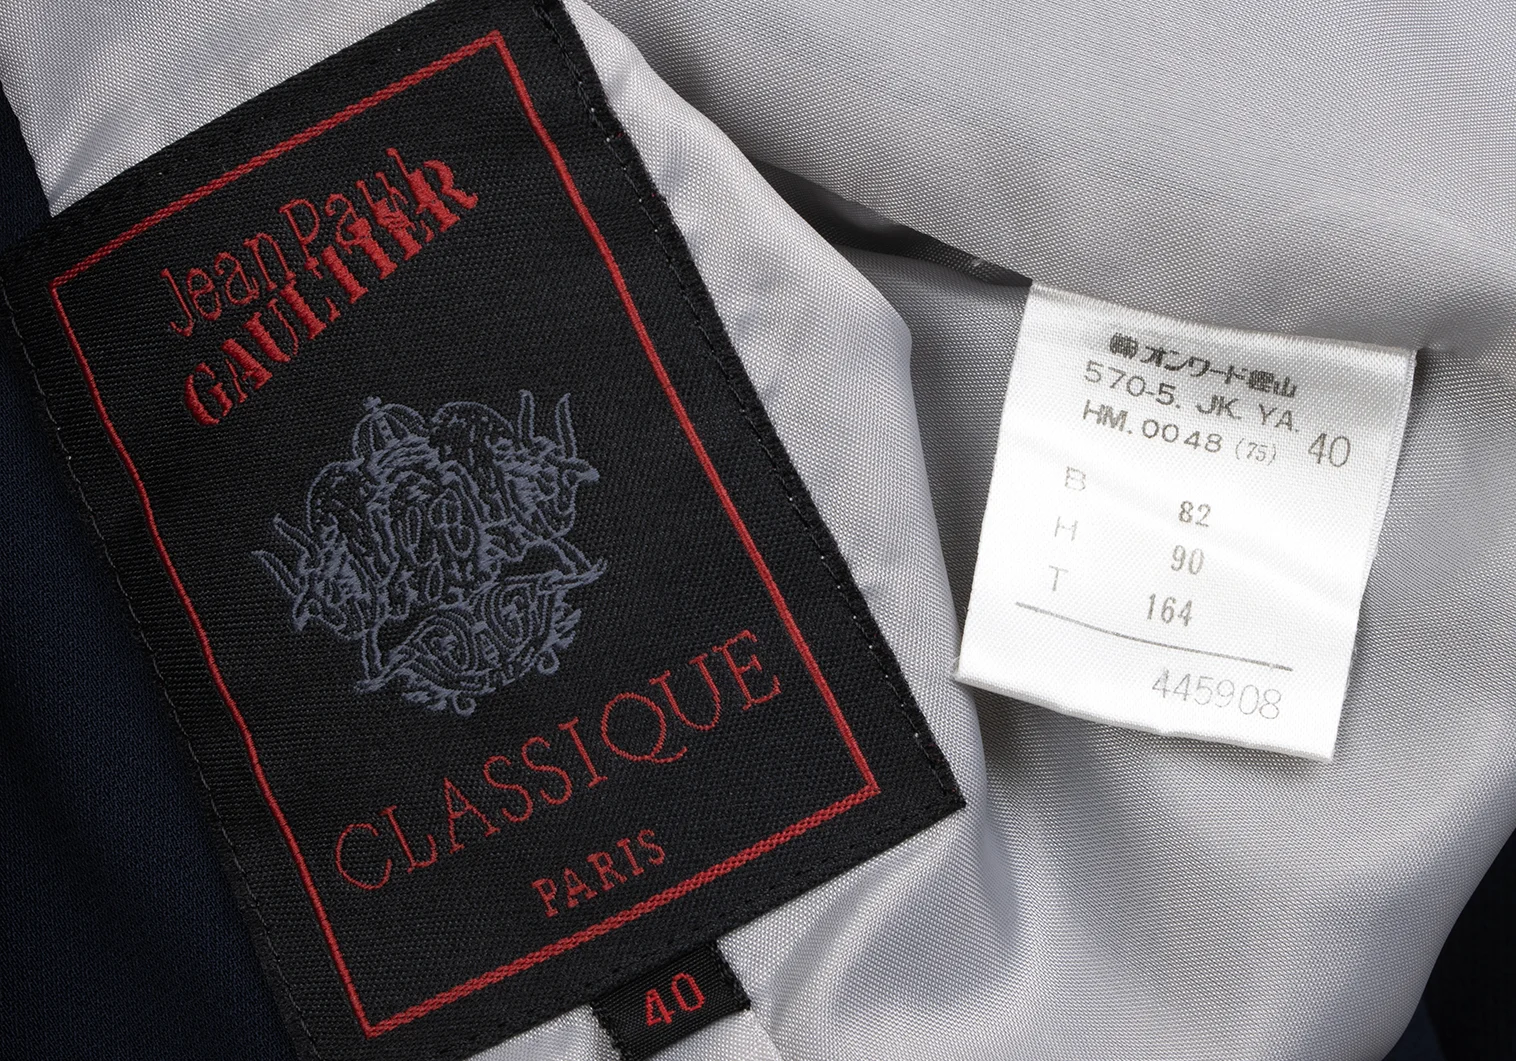 Jean Paul
GAULTIER
CLASSIQUE
PARIS
40
㈱オンワード樫山
570-5. JK. YA.
HM. 0048 (75) 40
B 82
H 90
T 164
445908